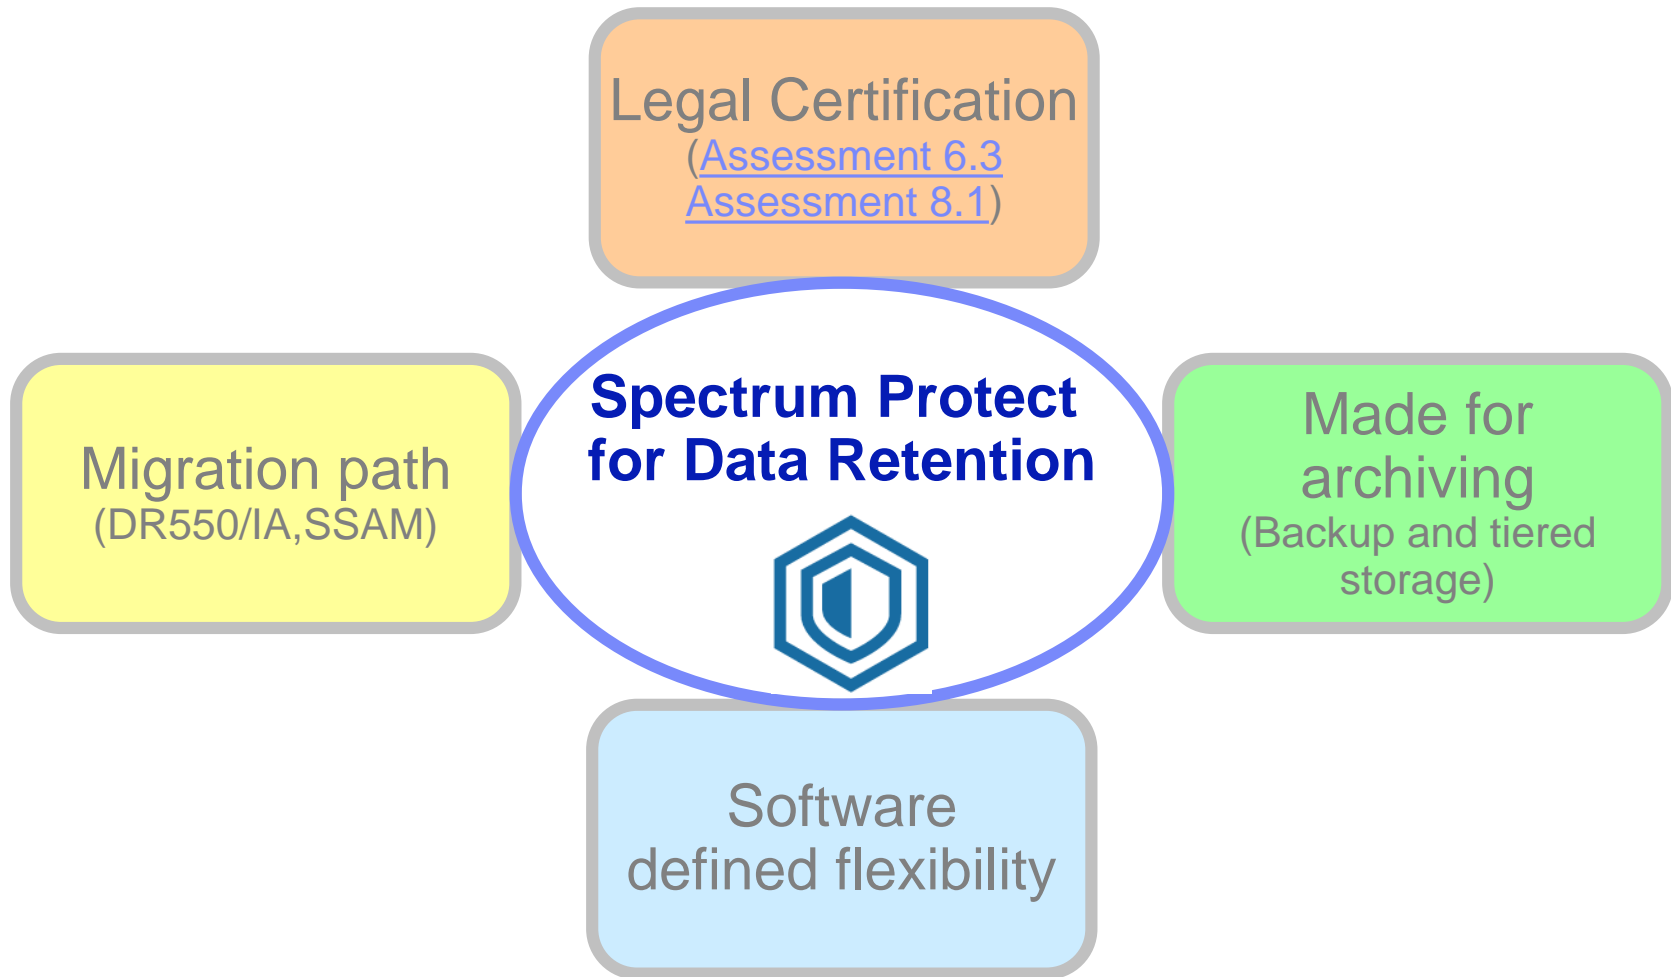 Legal Certification
(Assessment 6.3
Assessment 8.1)
Spectrum Protect
for Data Retention
Migration path
(DR550/IA,SSAM)
Made for
archiving
(Backup and tiered
storage)
Software
defined flexibility